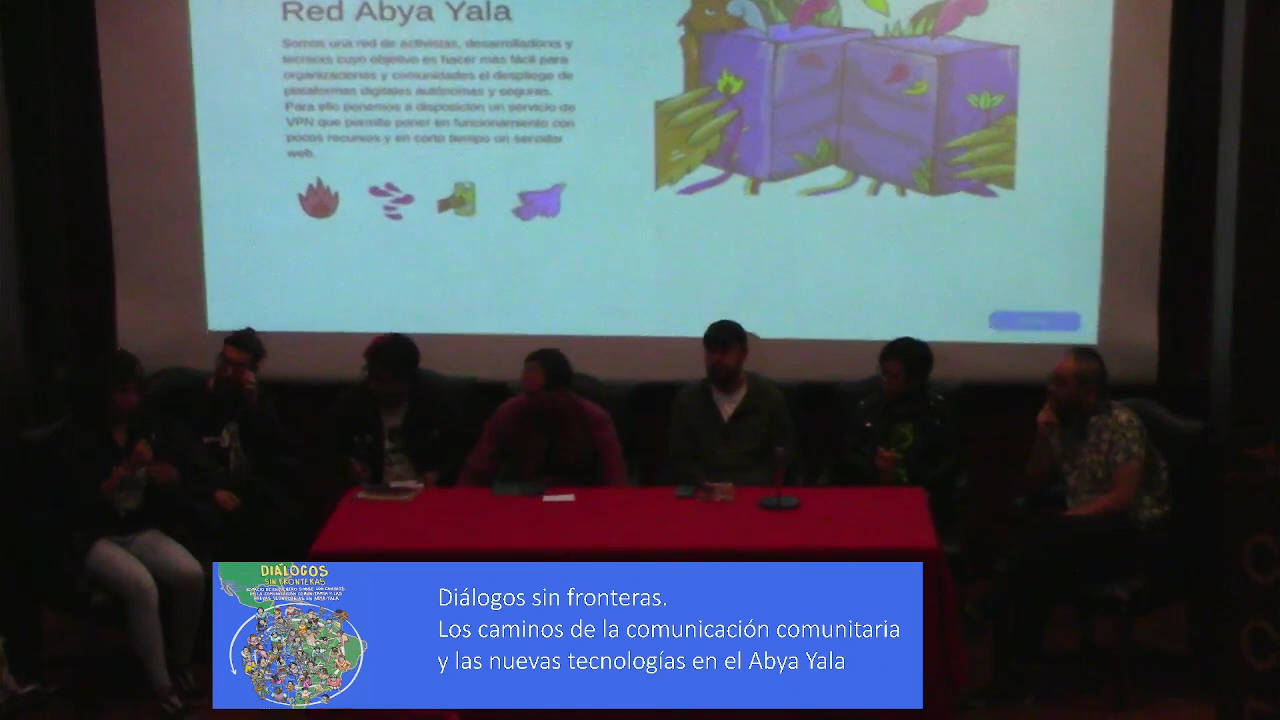 Red Abya Yala
Somos una red de activistas, desarrolladorxs y
tecnicxs cuyo objetivo es hacer más fácil para
organizaciones y comunidades el despliege de
plataformas digitales autónomas y seguras.
Para ello ponemos a disposición un servicio de
VPN que permite poner en funcionamiento con
pocos recursos y en corto tiempo un servidor
web.
DIÁLOGOS
SIN FRONTERAS
Diálogos sin fronteras.
Los caminos de la comunicación comunitaria
y las nuevas tecnologías en el Abya Yala